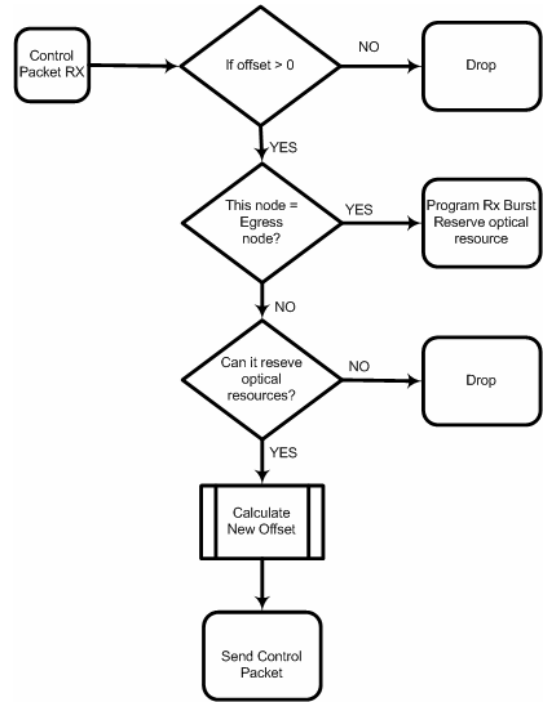 Control
Packet RX
If offset > 0
NO
Drop
YES
This node =
Egress
node?
YES
Program Rx Burst
Reserve optical
resource
NO
Can it reseve
optical
resources?
NO
Drop
YES
Calculate
New Offset
Send Control
Packet